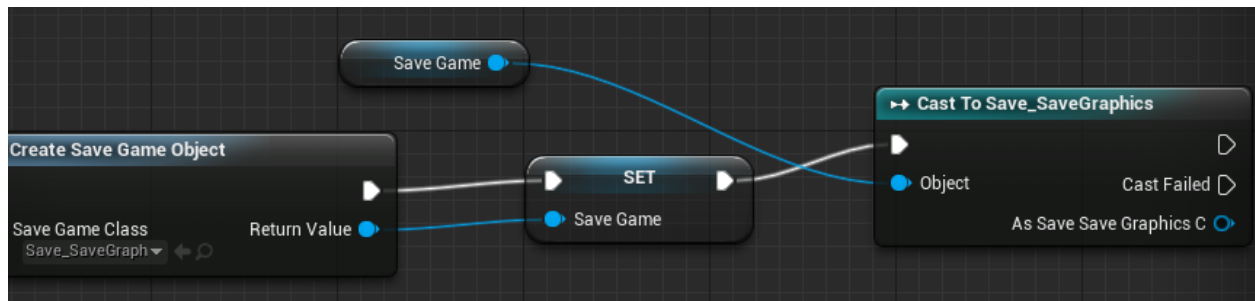 Save Game
Cast To Save_SaveGraphics
Create Save Game Object
SET
Object
Cast Failed
Save Game Class
Return Value
Save Game
As Save Save Graphics C
Save_SaveGraph